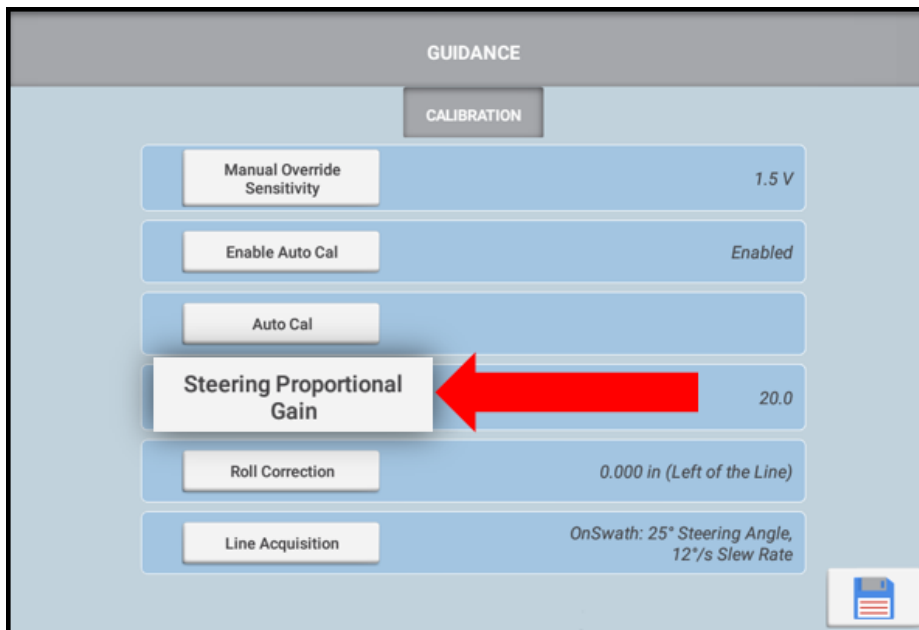 GUIDANCE
CALIBRATION
Manual Override
Sensitivity
1.5 V
Enable Auto Cal
Enabled
Auto Cal
Steering Proportional
Gain
20.0
Roll Correction
0.000 in (Left of the Line)
Line Acquisition
OnSwath: 25° Steering Angle,
12°/s Slew Rate